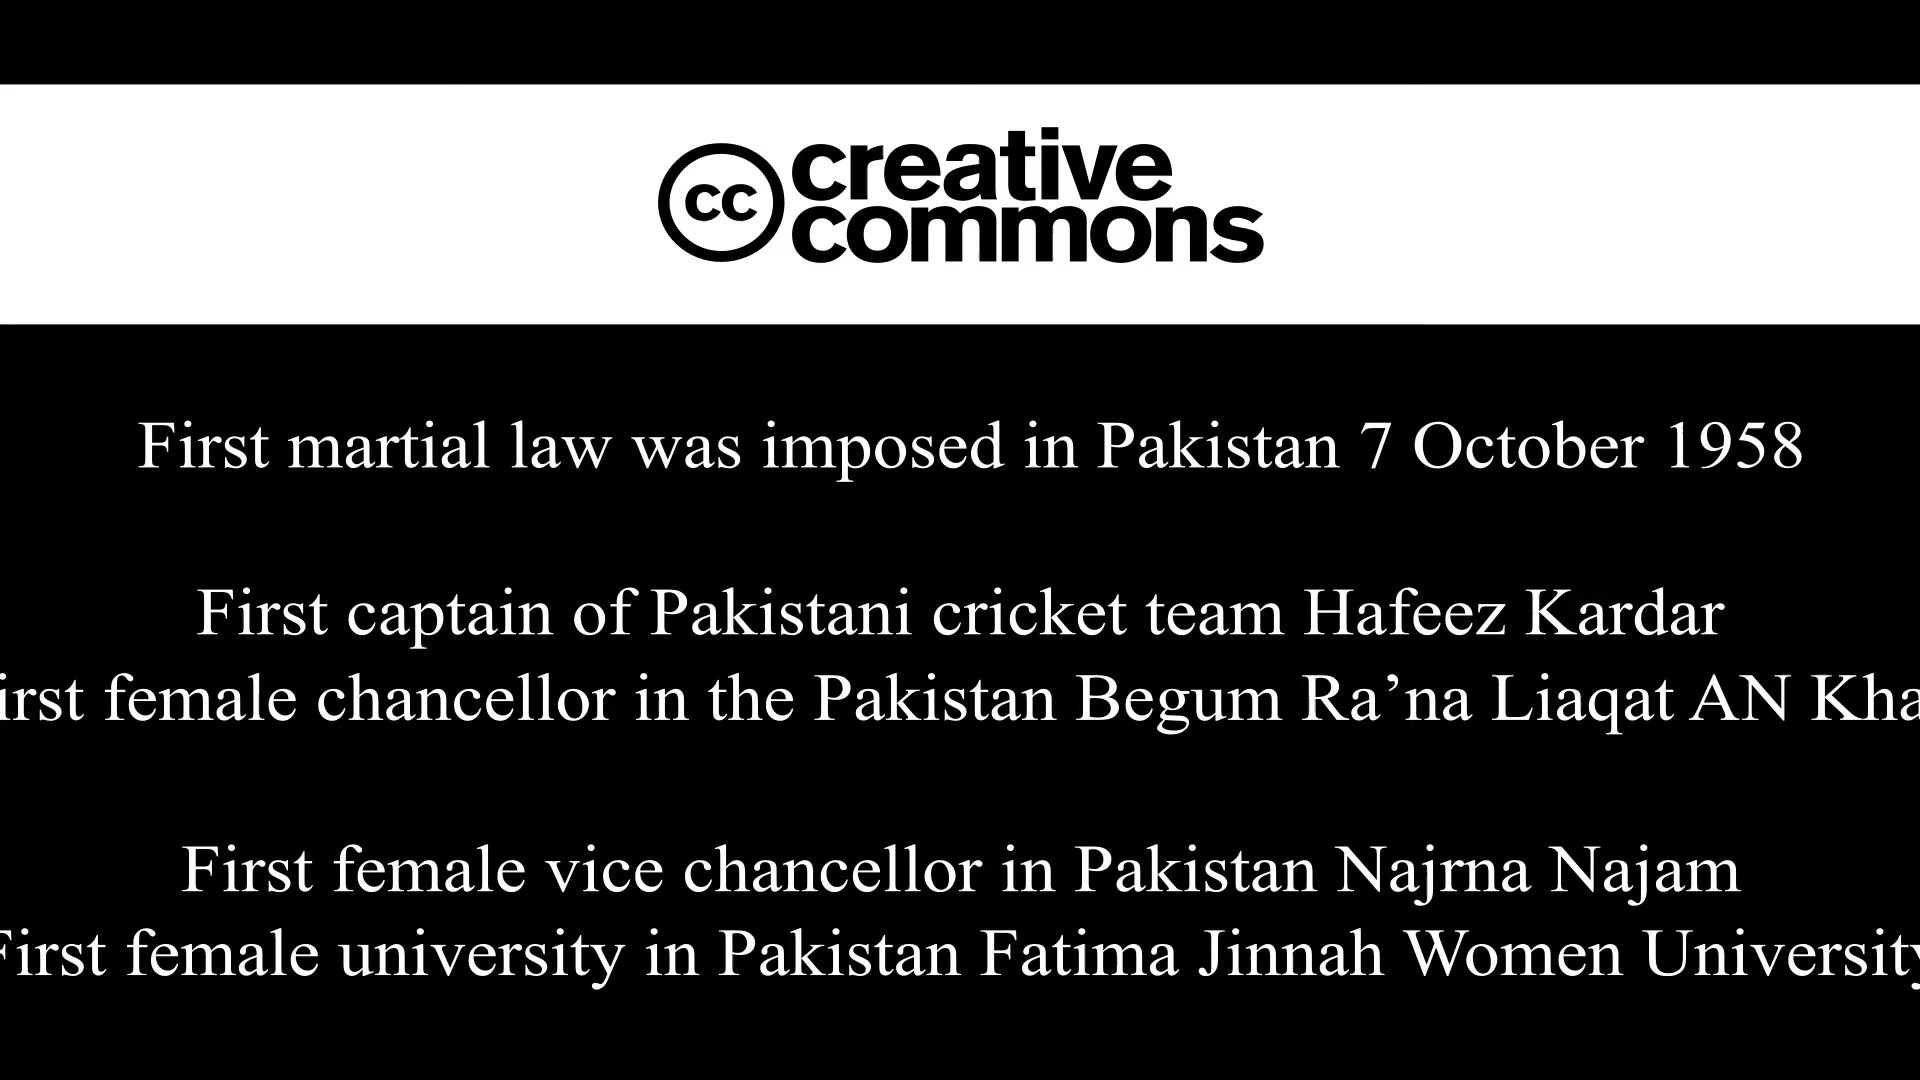 cc creative
commons
First martial law was imposed in Pakistan 7 October 1958
First captain of Pakistani cricket team Hafeez Kardar
irst female chancellor in the Pakistan Begum Ra’na Liaqat AN Kha
First female vice chancellor in Pakistan Najrna Najam
First female university in Pakistan Fatima Jinnah Women University